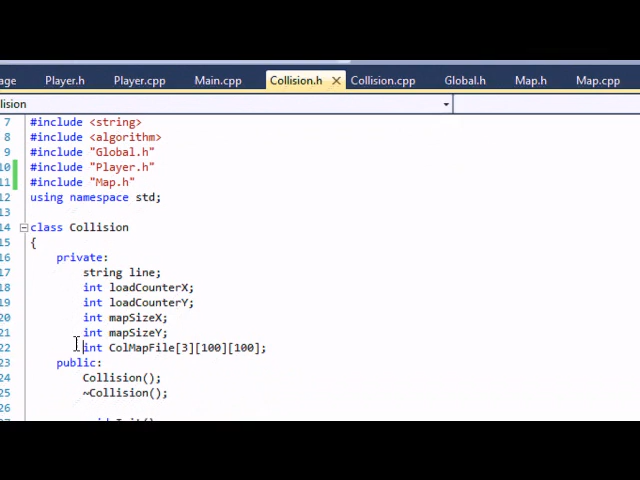 age Player.h Player.cpp Main.cpp Collision.h Collision.cpp Global.h Map.h Map.cpp
lision
7 #include <string>
8 #include <algorithm>
9 #include "Global.h"
10 #include "Player.h"
11 #include "Map.h"
12 using namespace std;
13
14 class Collision
15 {
16 private:
17 string line;
18 int loadCounterX;
19 int loadCounterY;
20 int mapSizeX;
21 int mapSizeY;
22 int ColMapFile[3][100][100];
23 public:
24 Collision();
25 ~Collision();
26